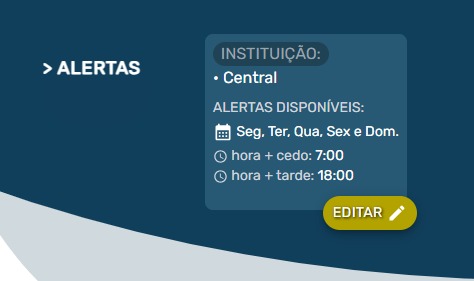 INSTITUIÇÃO:
> ALERTAS
• Central
ALERTAS DISPONÍVEIS:
Seg, Ter, Qua, Sex e Dom.
hora + cedo: 7:00
hora + tarde: 18:00
EDITAR